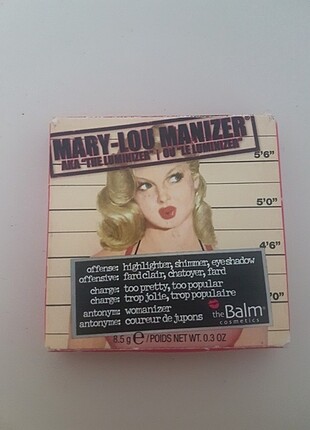 MARY-LOU MANIZER
AKA "THE LUMINIZER" | OU "LE LUMINIZER"
5'6"
5'0"
4'6"
offense: highlighter, shimmer, eyeshadow
offensive: fard clair, chatoyer, fard
charge: too pretty, too popular
charge: trop jolie, trop populaire
'0"
antonym: womanizer
antonyme: coureur de jupons
theBalm
cosmetics
8.5 g e/POIDS NET WT. 0.3 OZ